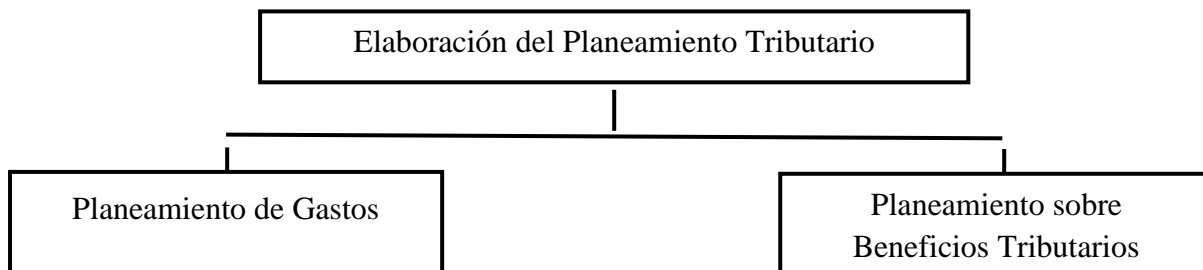 Elaboración del Planeamiento Tributario
Planeamiento de Gastos
Planeamiento sobre
Beneficios Tributarios